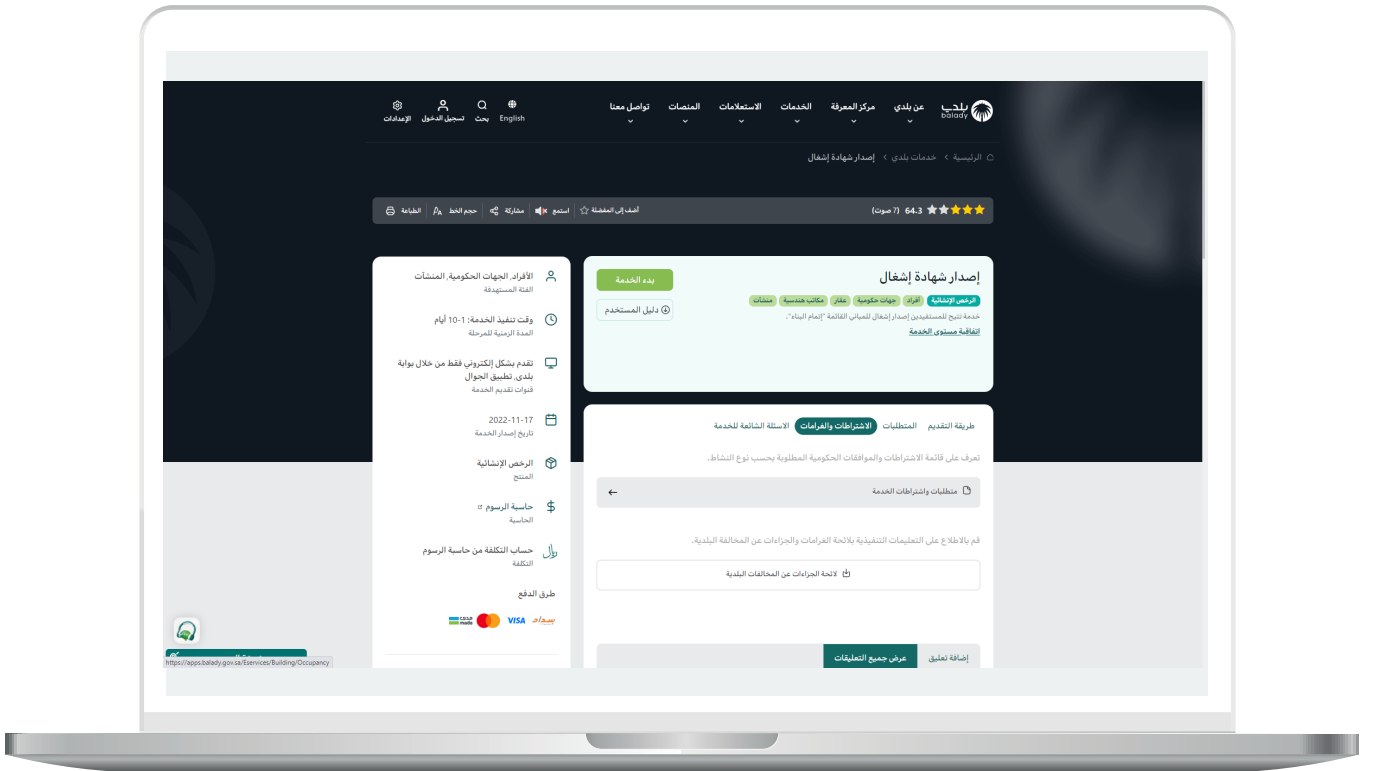 بلدي
balady
عن بلدي
مركز المعرفة
الخدمات
الاستعلامات
المنصات
تواصل معنا
English
بحث
تسجيل الدخول
الإعدادات
الرئيسية > خدمات بلدي > إصدار شهادة إشغال
64.3 (7 صوت)
أضف إلى المفضلة
استمع
مشاركة
حجم الخط
الطباعة
إصدار شهادة إشغال
بدء الخدمة
الرخص الإنشائية أفراد جهات حكومية عقار مكاتب هندسية منشآت
دليل المستخدم
خدمة تتيح للمستفيدين إصدار إشغال للمباني القائمة "إتمام البناء".
اتفاقية مستوى الخدمة
طريقة التقديم المتطلبات الاشتراطات والغرامات الاسئلة الشائعة للخدمة
تعرف على قائمة الاشتراطات والموافقات الحكومية المطلوبة بحسب نوع النشاط.
متطلبات واشتراطات الخدمة
قم بالاطلاع على التعليمات التنفيذية بلائحة الغرامات والجزاءات عن المخالفة البلدية.
لائحة الجزاءات عن المخالفات البلدية
إضافة تعليق
عرض جميع التعليقات
الأفراد, الجهات الحكومية, المنشآت
الفئة المستهدفة
وقت تنفيذ الخدمة: 1-10 أيام
المدة الزمنية للمرحلة
تقدم بشكل إلكتروني فقط من خلال بوابة
بلدي, تطبيق الجوال
قنوات تقديم الخدمة
2022-11-17
تاريخ إصدار الخدمة
الرخص الإنشائية
المنتج
حاسبة الرسوم
الحاسبة
حساب التكلفة من حاسبة الرسوم
التكلفة
طرق الدفع
سداد
VISA
مدى
mada
https://apps.balady.gov.sa/Eservices/Building/Occupancy